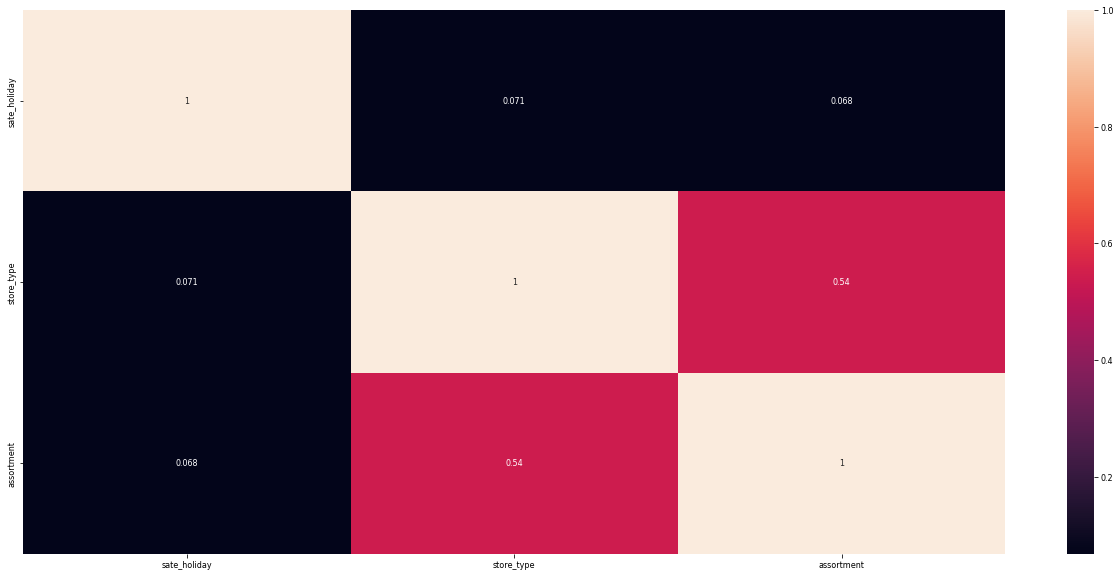 sate_holiday 1 0.071 0.068
store_type 0.071 1 0.54
assortment 0.068 0.54 1
sate_holiday store_type assortment
1.0
0.8
0.6
0.4
0.2